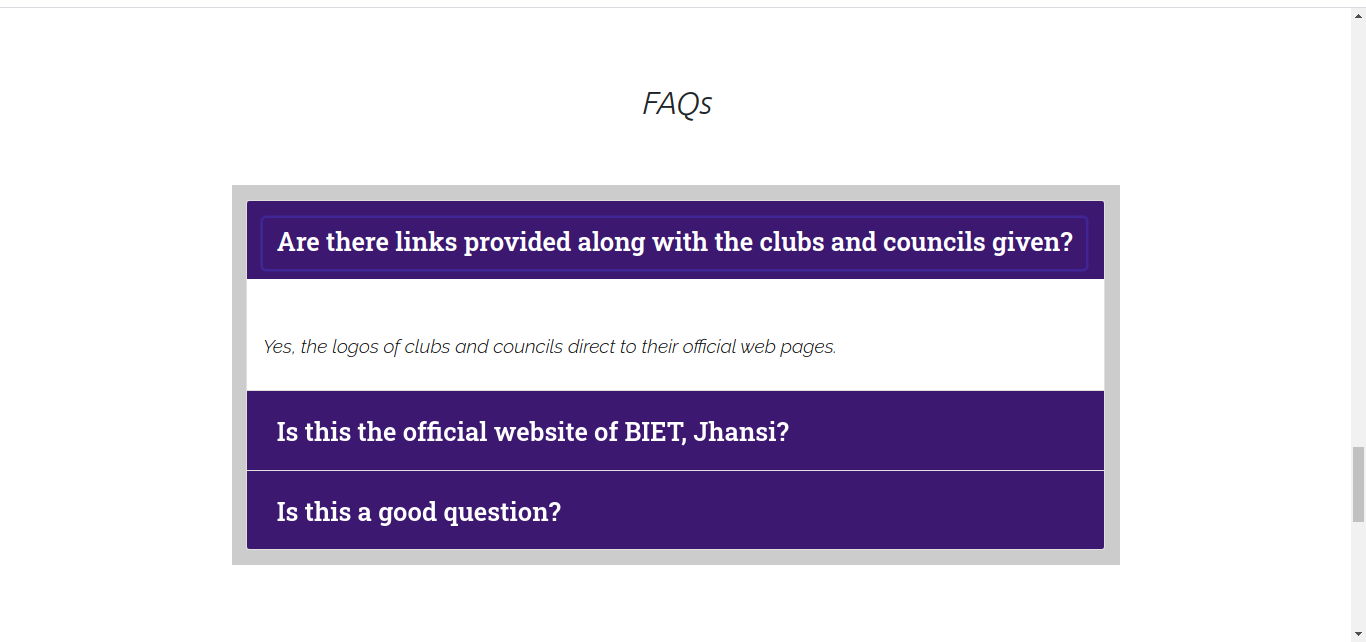 FAQs
Are there links provided along with the clubs and councils given?
Yes, the logos of clubs and councils direct to their official web pages.
Is this the official website of BIET, Jhansi?
Is this a good question?